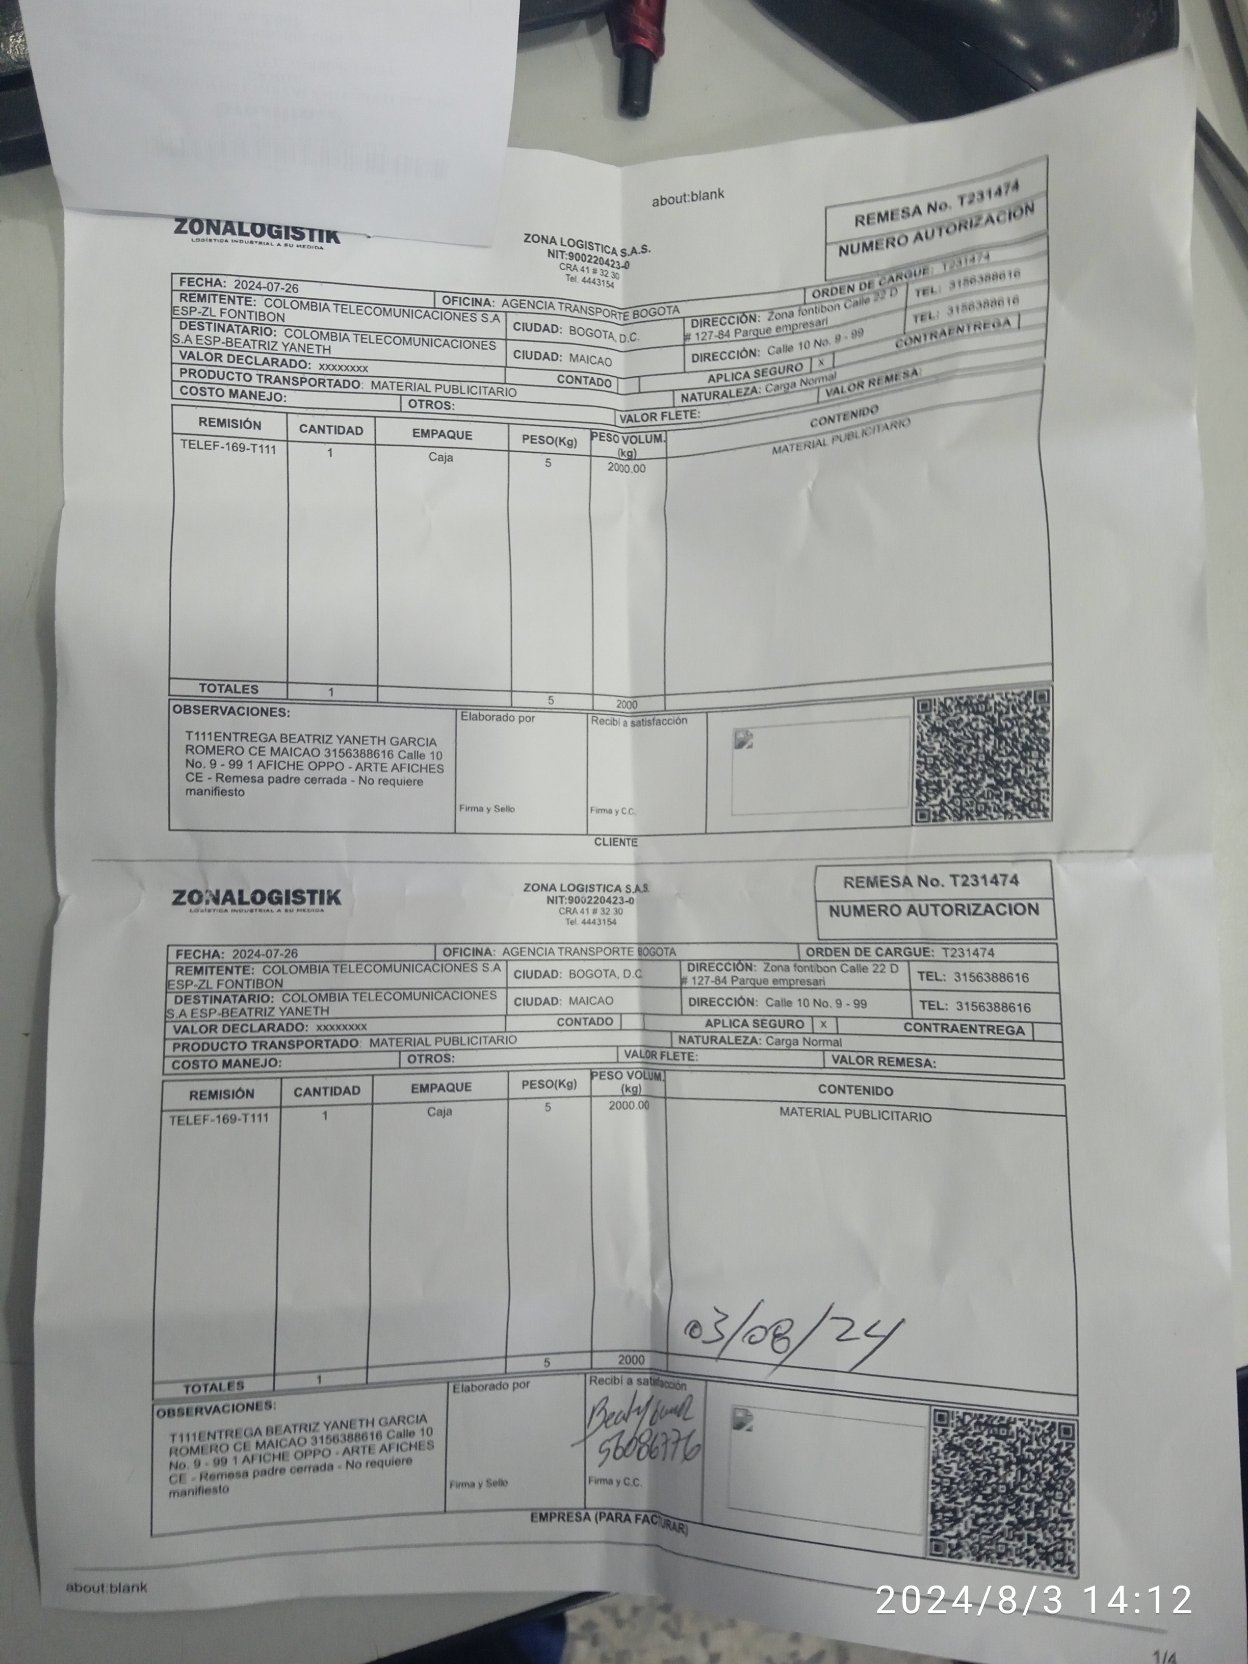 about:blank
ZONALOGISTIK
LOGÍSTICA INDUSTRIAL A SU MEDIDA
ZONA LOGISTICA S.A.S.
NIT:900220423-0
CRA 41 # 32 30
Tel. 4443154
REMESA No. T231474
NUMERO AUTORIZACION
FECHA: 2024-07-26
OFICINA: AGENCIA TRANSPORTE BOGOTA
ORDEN DE CARGUE: T231474
REMITENTE: COLOMBIA TELECOMUNICACIONES S.A
ESP-ZL FONTIBON
CIUDAD: BOGOTA, D.C.
DIRECCIÓN: Zona fontibon Calle 22 D
# 127-84 Parque empresari
TEL: 3156388616
DESTINATARIO: COLOMBIA TELECOMUNICACIONES
S.A ESP-BEATRIZ YANETH
CIUDAD: MAICAO
DIRECCIÓN: Calle 10 No. 9 - 99
TEL: 3156388616
VALOR DECLARADO: xxxxxxxx
CONTADO
APLICA SEGURO x
CONTRAENTREGA
PRODUCTO TRANSPORTADO: MATERIAL PUBLICITARIO
NATURALEZA: Carga Normal
COSTO MANEJO:
OTROS:
VALOR FLETE:
VALOR REMESA:
REMISIÓN CANTIDAD EMPAQUE PESO(Kg) PESO VOLUM. (kg) CONTENIDO
TELEF-169-T111 1 Caja 5 2000.00 MATERIAL PUBLICITARIO
TOTALES 1 5 2000
OBSERVACIONES:
T111ENTREGA BEATRIZ YANETH GARCIA
ROMERO CE MAICAO 3156388616 Calle 10
No. 9 - 99 1 AFICHE OPPO - ARTE AFICHES
CE - Remesa padre cerrada - No requiere
manifiesto
Elaborado por
Firma y Sello
Recibí a satisfacción
Firma y C.C.
CLIENTE
ZONALOGISTIK
LOGÍSTICA INDUSTRIAL A SU MEDIDA
ZONA LOGISTICA S.A.S.
NIT:900220423-0
CRA 41 # 32 30
Tel. 4443154
REMESA No. T231474
NUMERO AUTORIZACION
FECHA: 2024-07-26
OFICINA: AGENCIA TRANSPORTE BOGOTA
ORDEN DE CARGUE: T231474
REMITENTE: COLOMBIA TELECOMUNICACIONES S.A
ESP-ZL FONTIBON
CIUDAD: BOGOTA, D.C.
DIRECCIÓN: Zona fontibon Calle 22 D
# 127-84 Parque empresari
TEL: 3156388616
DESTINATARIO: COLOMBIA TELECOMUNICACIONES
S.A ESP-BEATRIZ YANETH
CIUDAD: MAICAO
DIRECCIÓN: Calle 10 No. 9 - 99
TEL: 3156388616
VALOR DECLARADO: xxxxxxxx
CONTADO
APLICA SEGURO x
CONTRAENTREGA
PRODUCTO TRANSPORTADO: MATERIAL PUBLICITARIO
NATURALEZA: Carga Normal
COSTO MANEJO:
OTROS:
VALOR FLETE:
VALOR REMESA:
REMISIÓN CANTIDAD EMPAQUE PESO(Kg) PESO VOLUM. (kg) CONTENIDO
TELEF-169-T111 1 Caja 5 2000.00 MATERIAL PUBLICITARIO
03/08/24
TOTALES 1 5 2000
OBSERVACIONES:
T111ENTREGA BEATRIZ YANETH GARCIA
ROMERO CE MAICAO 3156388616 Calle 10
No. 9 - 99 1 AFICHE OPPO - ARTE AFICHES
CE - Remesa padre cerrada - No requiere
manifiesto
Elaborado por
Firma y Sello
Recibí a satisfacción
56086776
Firma y C.C.
EMPRESA (PARA FACTURAR)
about:blank
2024/8/3 14:12
1/4